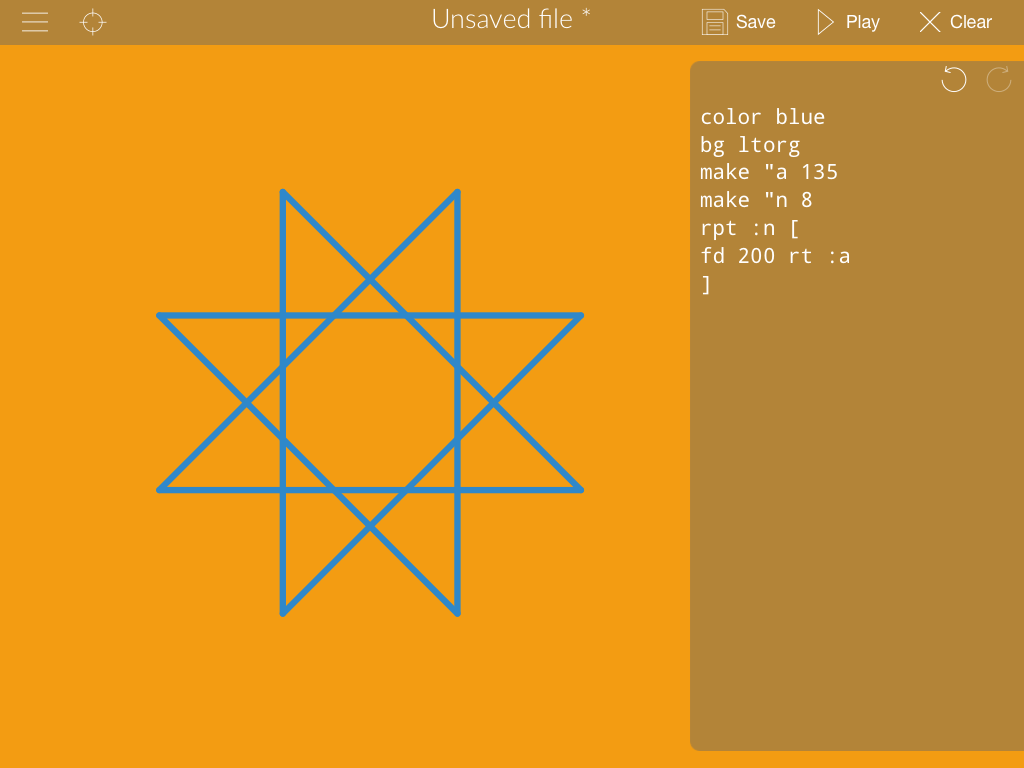 Unsaved file *
Save
Play
Clear
color blue
bg ltorg
make "a 135
make "n 8
rpt :n [
fd 200 rt :a
]